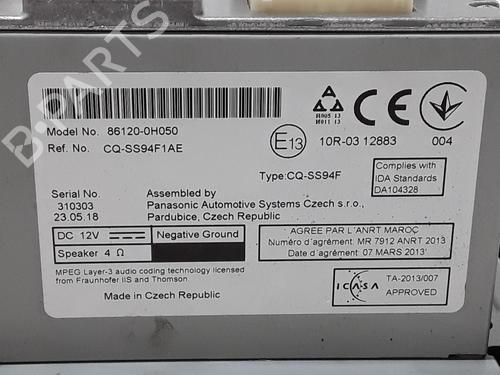 B-PARTS
Model No. 86120-0H050
Ref. No. CQ-SS94F1AE
E13
10R-03 12883
004
Type:CQ-SS94F
Complies with
IDA Standards
DA104328
Serial No.
310303
23.05.18
Assembled by
Panasonic Automotive Systems Czech s.r.o.,
Pardubice, Czech Republic
DC 12V
Negative Ground
Speaker 4 Ω
AGREE PAR L'ANRT MAROC
Numéro d'agrément: MR 7912 ANRT 2013
Date d'agrément: 07 MARS 2013'
MPEG Layer-3 audio coding technology licensed
from Fraunhofer IIS and Thomson.
Made in Czech Republic
ICASA
TA-2013/007
APPROVED